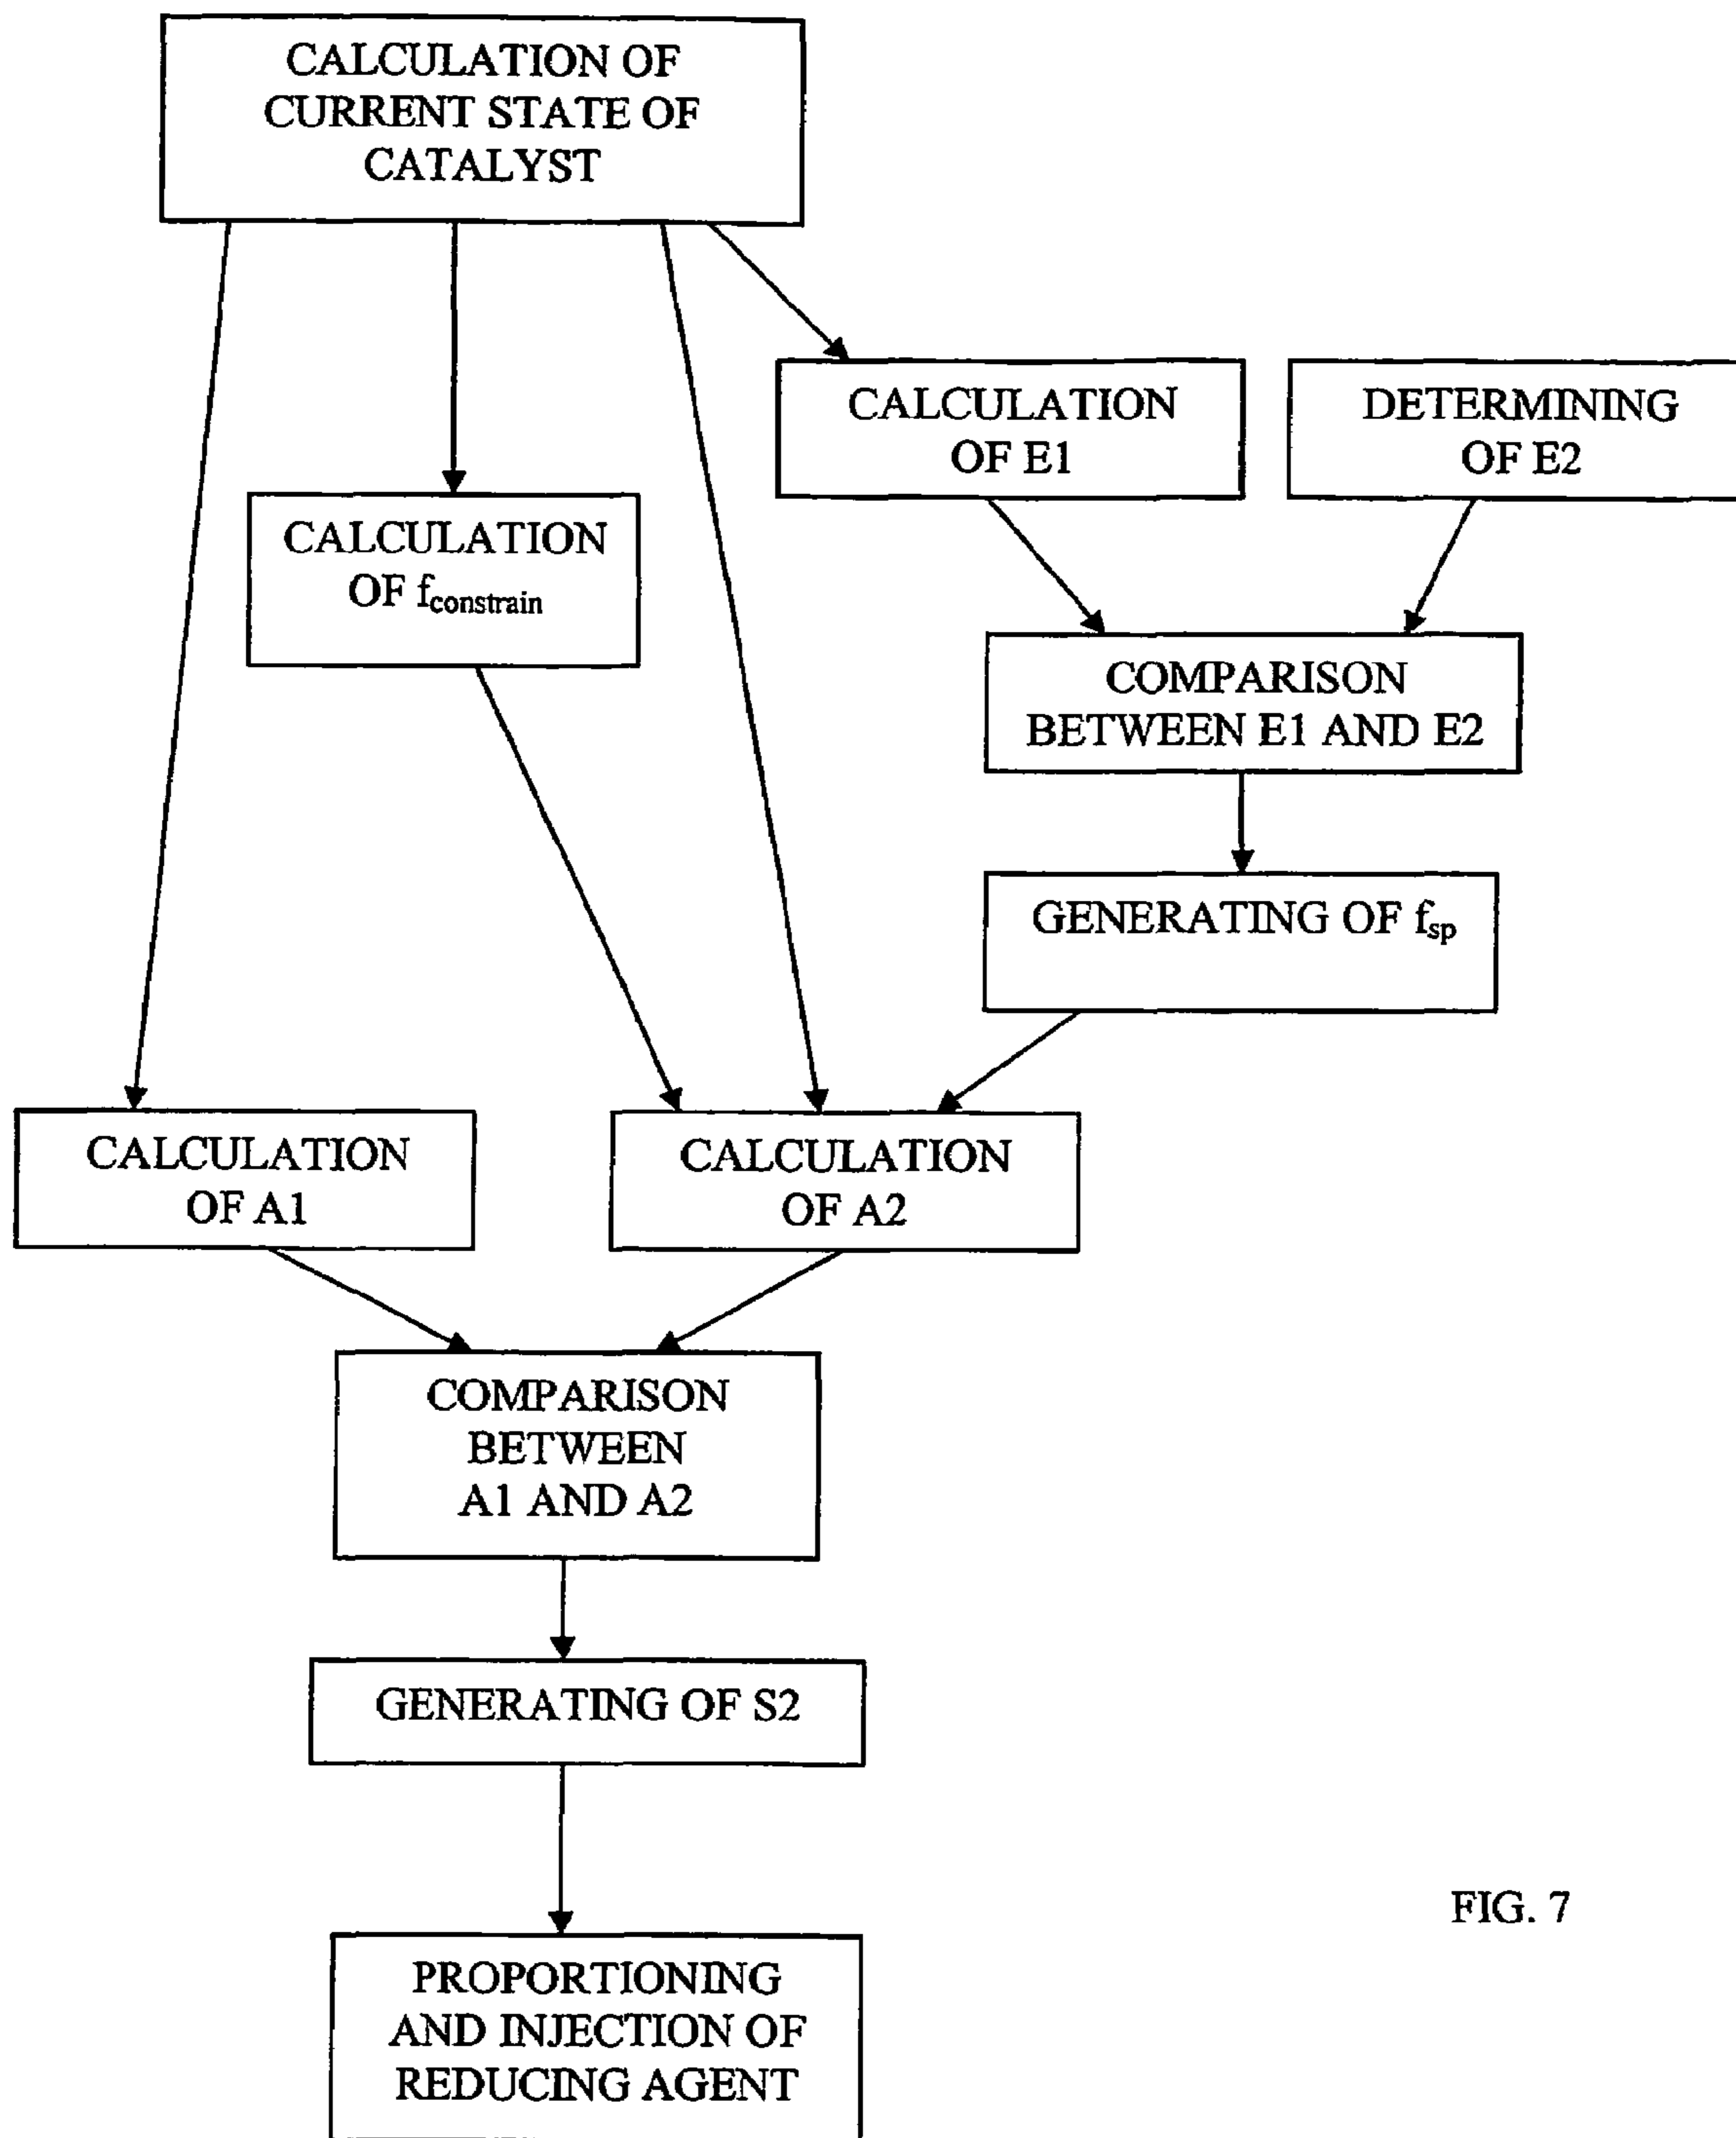 CALCULATION OF
CURRENT STATE OF
CATALYST
CALCULATION
OF E1
DETERMINING
OF E2
CALCULATION
OF fconstrain
COMPARISON
BETWEEN E1 AND E2
GENERATING OF fsp
CALCULATION
OF A1
CALCULATION
OF A2
COMPARISON
BETWEEN
A1 AND A2
GENERATING OF S2
PROPORTIONING
AND INJECTION OF
REDUCING AGENT
FIG. 7